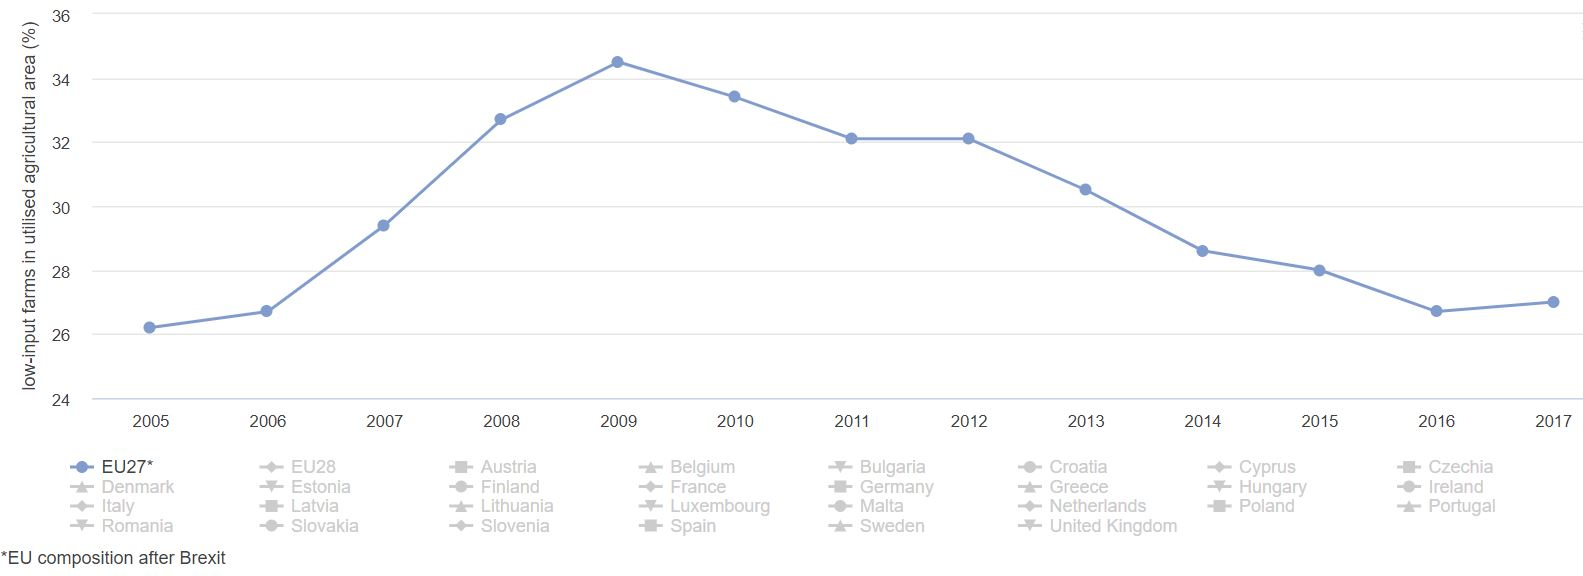 low-input farms in utilised agricultural area (%)
36
34
32
30
28
26
24
2005 2006 2007 2008 2009 2010 2011 2012 2013 2014 2015 2016 2017
EU27* EU28 Austria Belgium Bulgaria Croatia Cyprus Czechia
Denmark Estonia Finland France Germany Greece Hungary Ireland
Italy Latvia Lithuania Luxembourg Malta Netherlands Poland Portugal
Romania Slovakia Slovenia Spain Sweden United Kingdom
*EU composition after Brexit